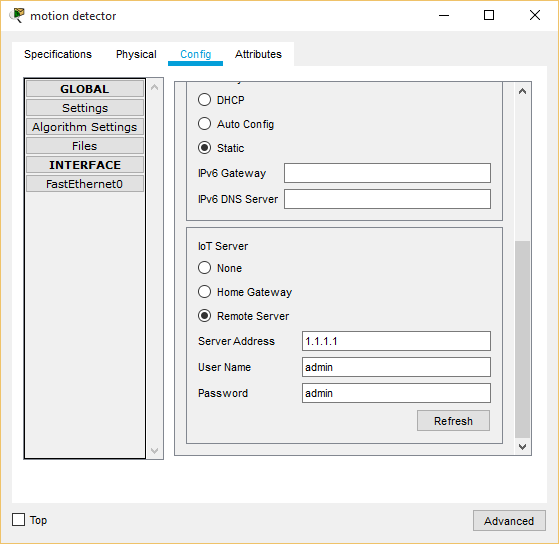 motion detector
Specifications Physical Config Attributes
GLOBAL
Settings
Algorithm Settings
Files
INTERFACE
FastEthernet0
DHCP
Auto Config
Static
IPv6 Gateway
IPv6 DNS Server
IoT Server
None
Home Gateway
Remote Server
Server Address 1.1.1.1
User Name admin
Password admin
Refresh
Top
Advanced